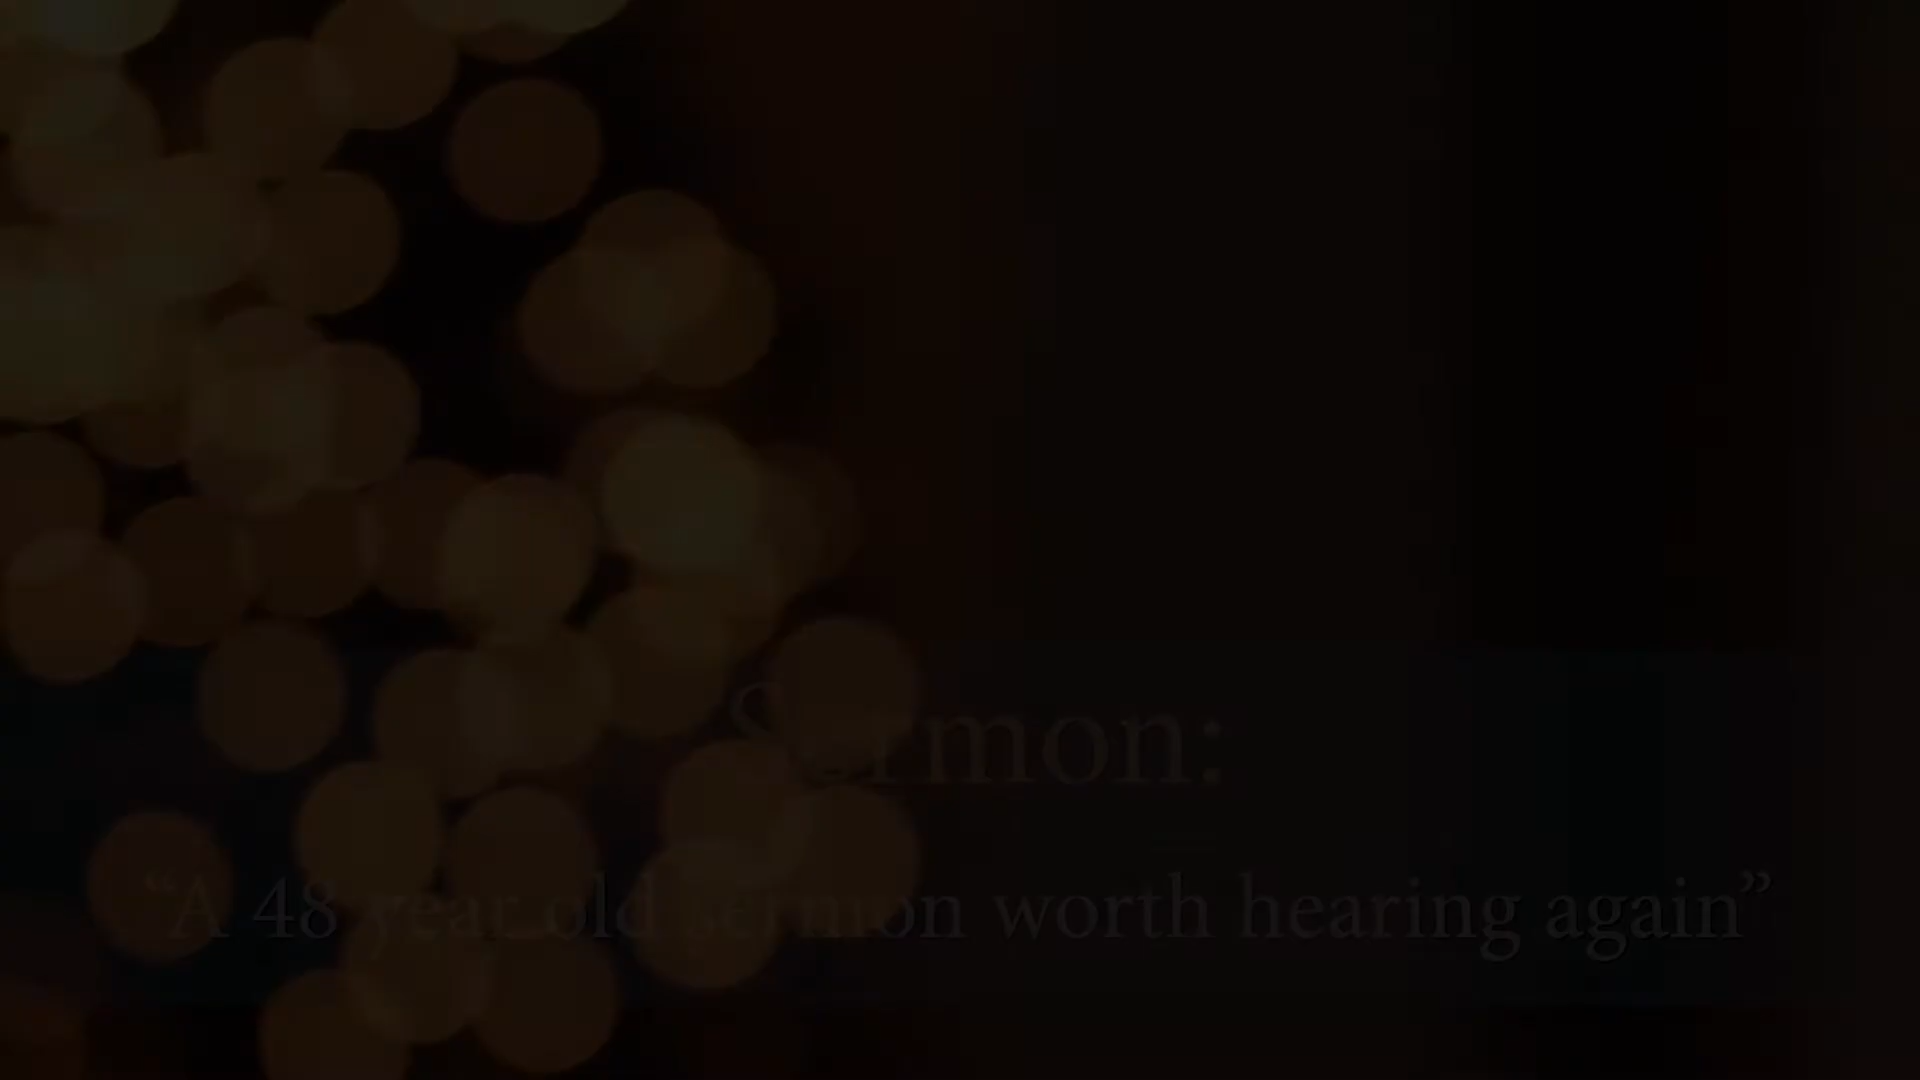 Sermon:
“A 48 year old sermon worth hearing again”